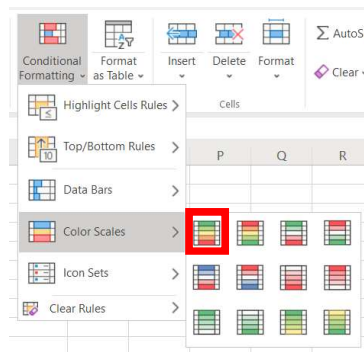 Conditional Formatting
Format as Table
Insert
Delete
Format
Σ AutoS
Clear
Cells
Highlight Cells Rules
Top/Bottom Rules
10
Data Bars
Color Scales
Icon Sets
Clear Rules
P Q R